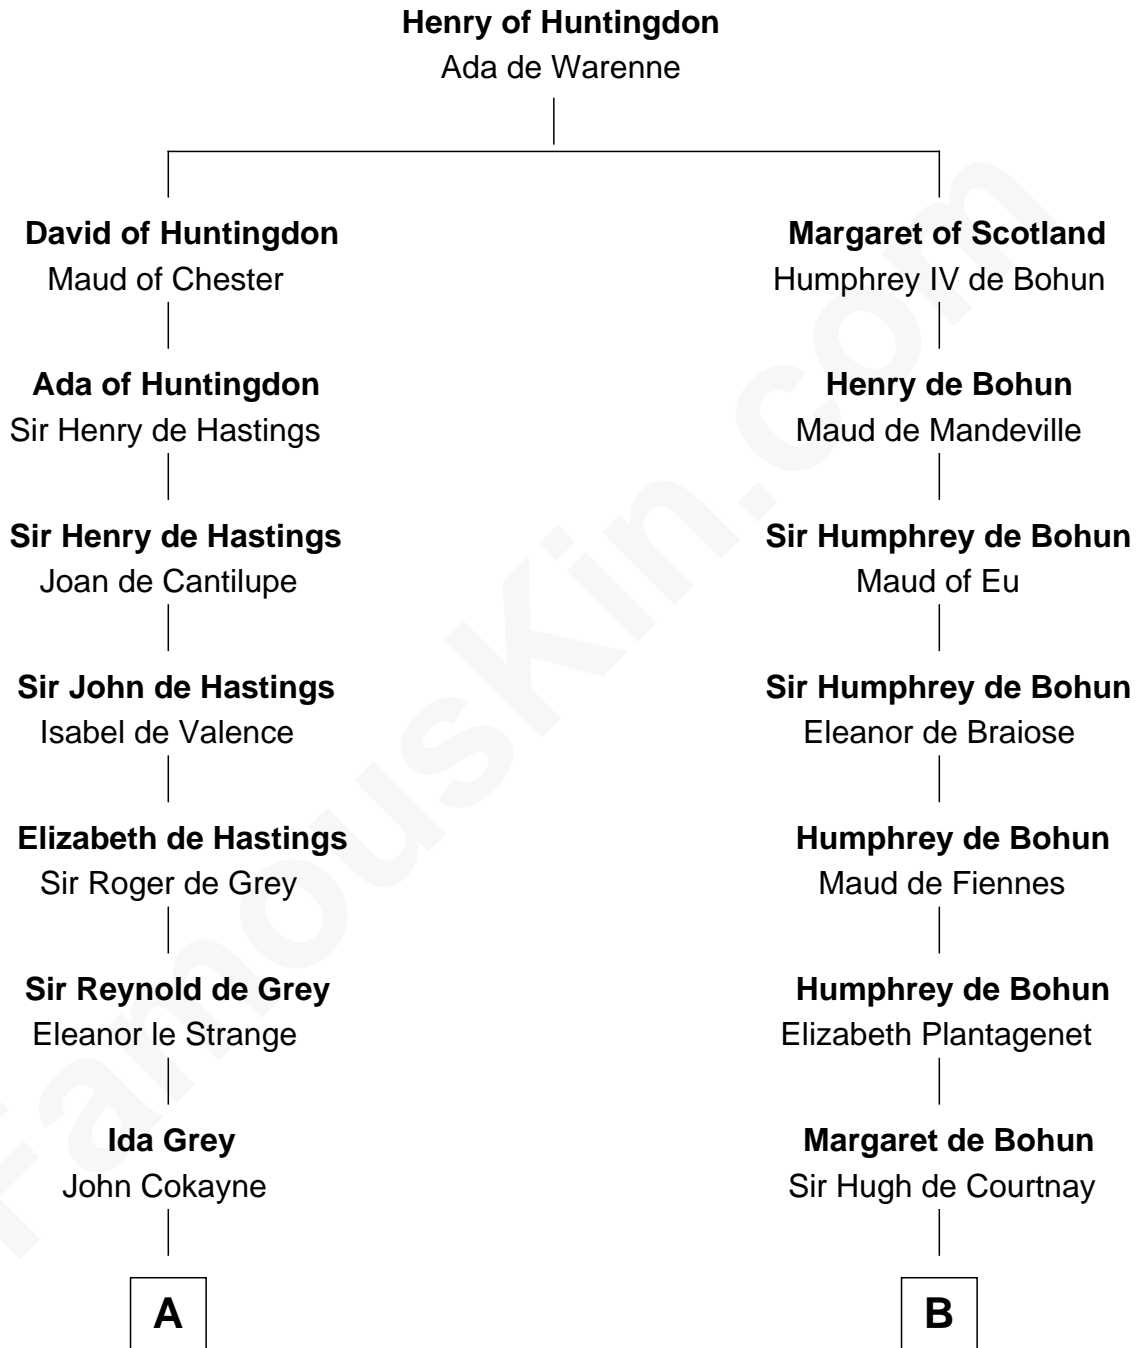 Henry of Huntingdon
Ada de Warenne
David of Huntingdon
Maud of Chester
Margaret of Scotland
Humphrey IV de Bohun
Ada of Huntingdon
Sir Henry de Hastings
Henry de Bohun
Maud de Mandeville
Sir Henry de Hastings
Joan de Cantilupe
Sir Humphrey de Bohun
Maud of Eu
Sir John de Hastings
Isabel de Valence
Sir Humphrey de Bohun
Eleanor de Braiose
Elizabeth de Hastings
Sir Roger de Grey
Humphrey de Bohun
Maud de Fiennes
Sir Reynold de Grey
Eleanor le Strange
Humphrey de Bohun
Elizabeth Plantagenet
Ida Grey
John Cokayne
Margaret de Bohun
Sir Hugh de Courtnay
A
B
FamousKin.com